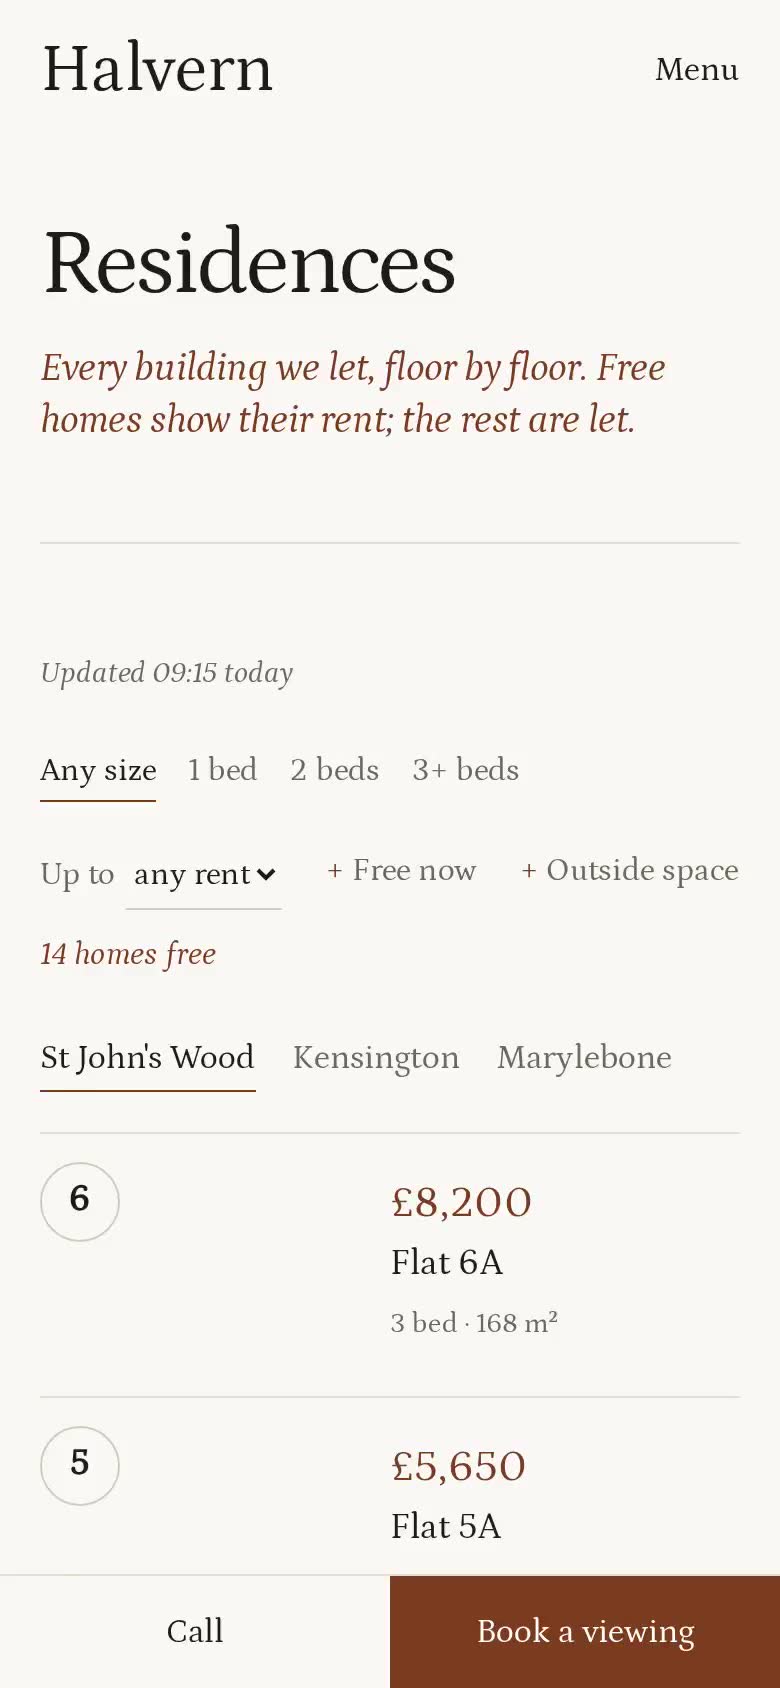 Halvern
Menu
Residences
Every building we let, floor by floor. Free
homes show their rent; the rest are let.
Updated 09:15 today
Any size 1 bed 2 beds 3+ beds
Up to any rent + Free now + Outside space
14 homes free
St John's Wood Kensington Marylebone
6
£8,200
Flat 6A
3 bed · 168 m²
5
£5,650
Flat 5A
Call
Book a viewing